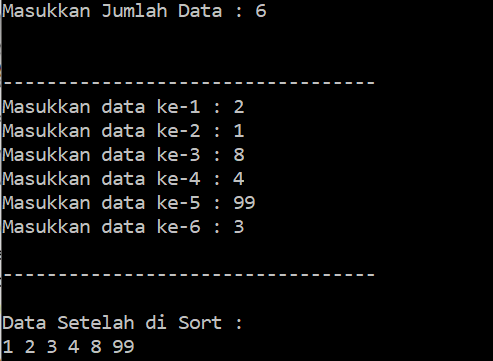 Masukkan Jumlah Data : 6
----------------------------------
Masukkan data ke-1 : 2
Masukkan data ke-2 : 1
Masukkan data ke-3 : 8
Masukkan data ke-4 : 4
Masukkan data ke-5 : 99
Masukkan data ke-6 : 3
----------------------------------
Data Setelah di Sort :
1 2 3 4 8 99